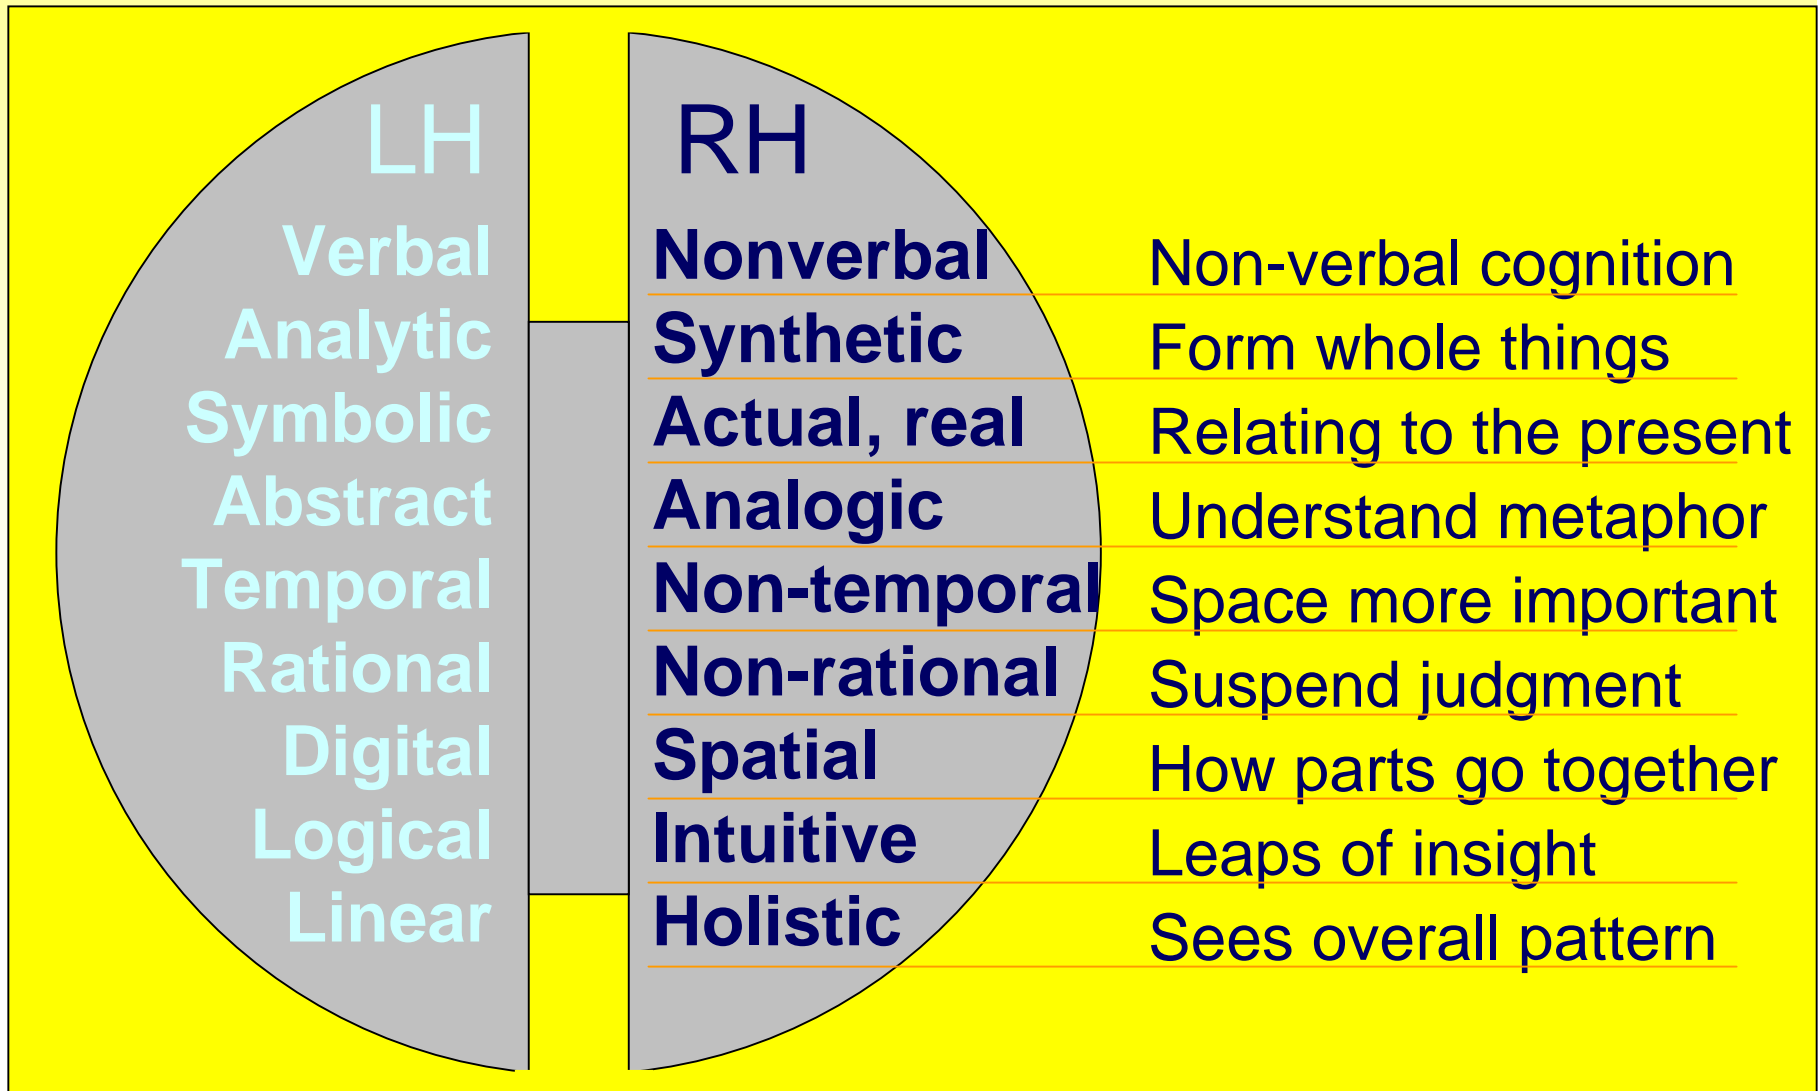 LH
Verbal
Analytic
Symbolic
Abstract
Temporal
Rational
Digital
Logical
Linear
RH
Nonverbal
Synthetic
Actual, real
Analogic
Non-temporal
Non-rational
Spatial
Intuitive
Holistic
Non-verbal cognition
Form whole things
Relating to the present
Understand metaphor
Space more important
Suspend judgment
How parts go together
Leaps of insight
Sees overall pattern